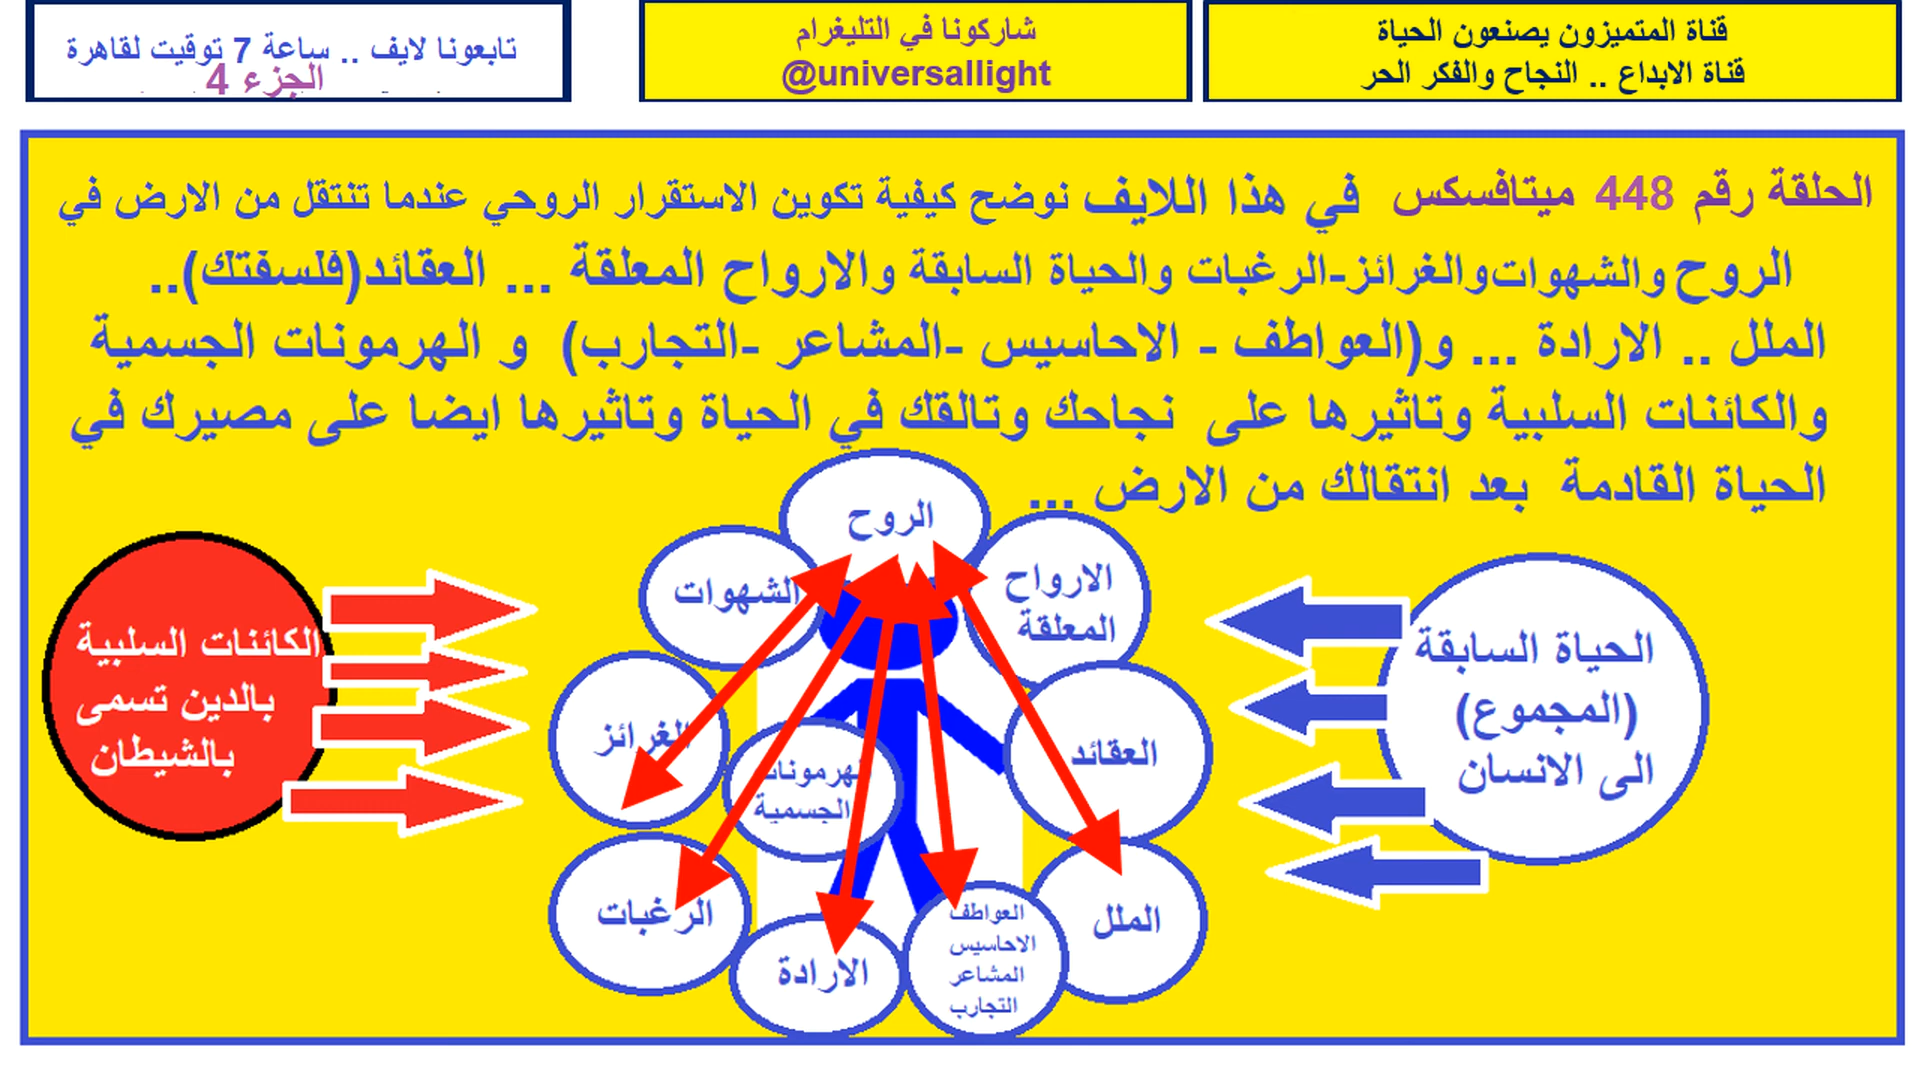 قناة المتميزون يصنعون الحياة
قناة الابداع .. النجاح والفكر الحر
شاركونا في التليغرام
@universallight
تابعونا لايف .. ساعة 7 توقيت لقاهرة
الجزء 4
الحلقة رقم 448 ميتافسكس في هذا اللايف نوضح كيفية تكوين الاستقرار الروحي عندما تنتقل من الارض في
الروح والشهوات والغرائز-الرغبات والحياة السابقة والارواح المعلقة ... العقائد(فلسفتك)..
الملل .. الارادة ... و(العواطف - الاحاسيس -المشاعر -التجارب) و الهرمونات الجسمية
والكائنات السلبية وتاثيرها على نجاحك وتالقك في الحياة وتاثيرها ايضا على مصيرك في
الحياة القادمة بعد انتقالك من الارض ...
الروح
الارواح
المعلقة
الشهوات
الحياة السابقة
(المجموع)
الى الانسان
الكائنات السلبية
بالدين تسمى
بالشيطان
العقائد
الغرائز
الجسمية
الملل
الرغبات
العواطف
الاحاسيس
المشاعر
التجارب
الارادة